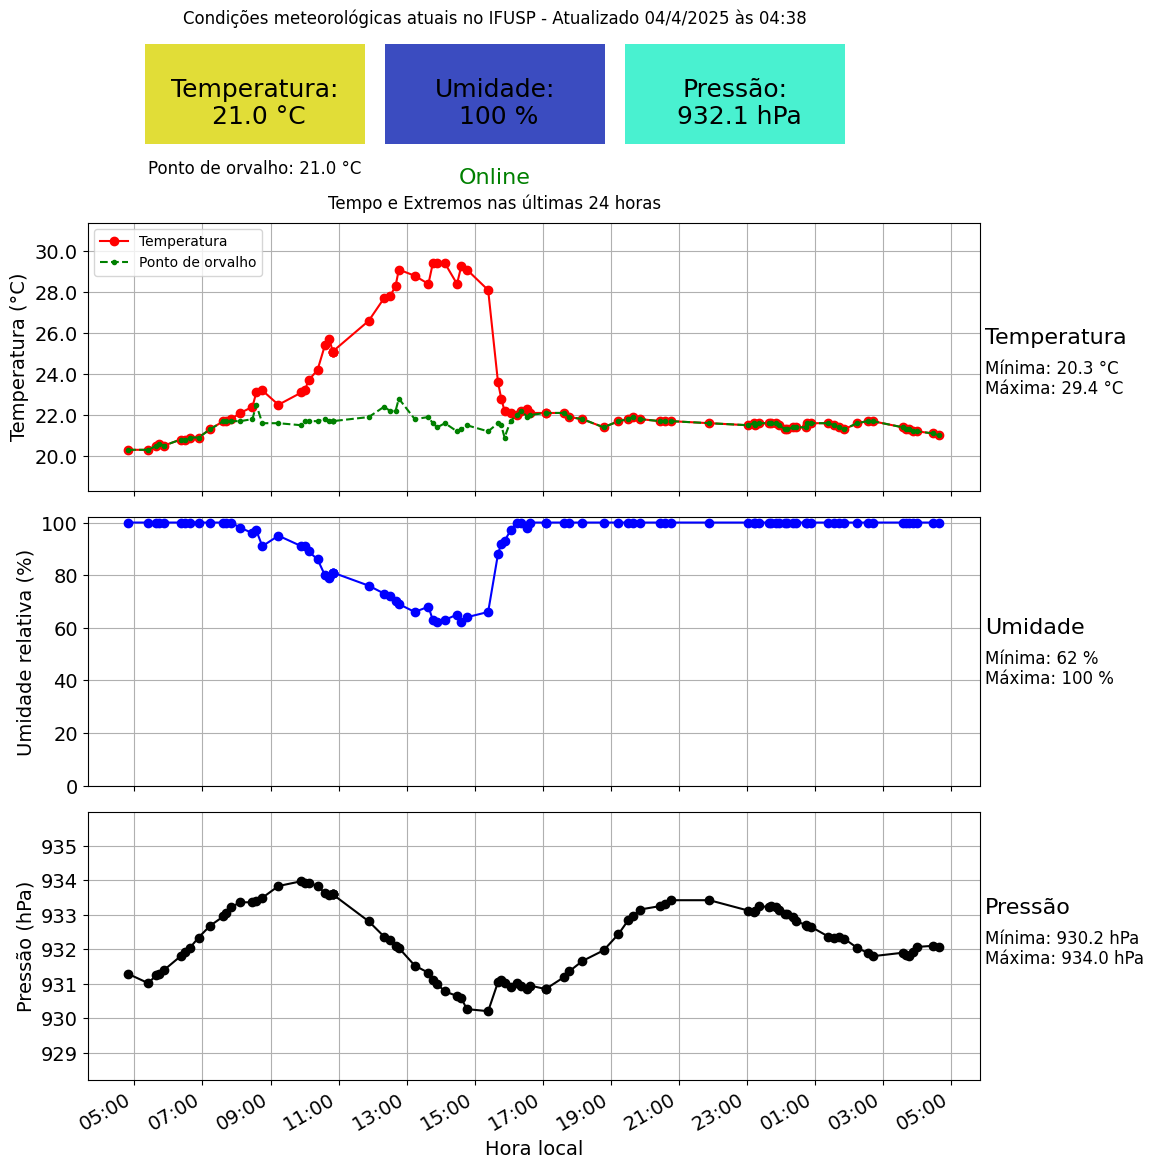 Condições meteorológicas atuais no IFUSP - Atualizado 04/4/2025 às 04:38
Temperatura:
21.0 °C
Umidade:
100 %
Pressão:
932.1 hPa
Ponto de orvalho: 21.0 °C
Online
Tempo e Extremos nas últimas 24 horas
Temperatura (°C)
30.0
28.0
26.0
24.0
22.0
20.0
Temperatura
Ponto de orvalho
Temperatura
Mínima: 20.3 °C
Máxima: 29.4 °C
Umidade relativa (%)
100
80
60
40
20
0
Umidade
Mínima: 62 %
Máxima: 100 %
Pressão (hPa)
935
934
933
932
931
930
929
Pressão
Mínima: 930.2 hPa
Máxima: 934.0 hPa
05:00 07:00 09:00 11:00 13:00 15:00 17:00 19:00 21:00 23:00 01:00 03:00 05:00
Hora local